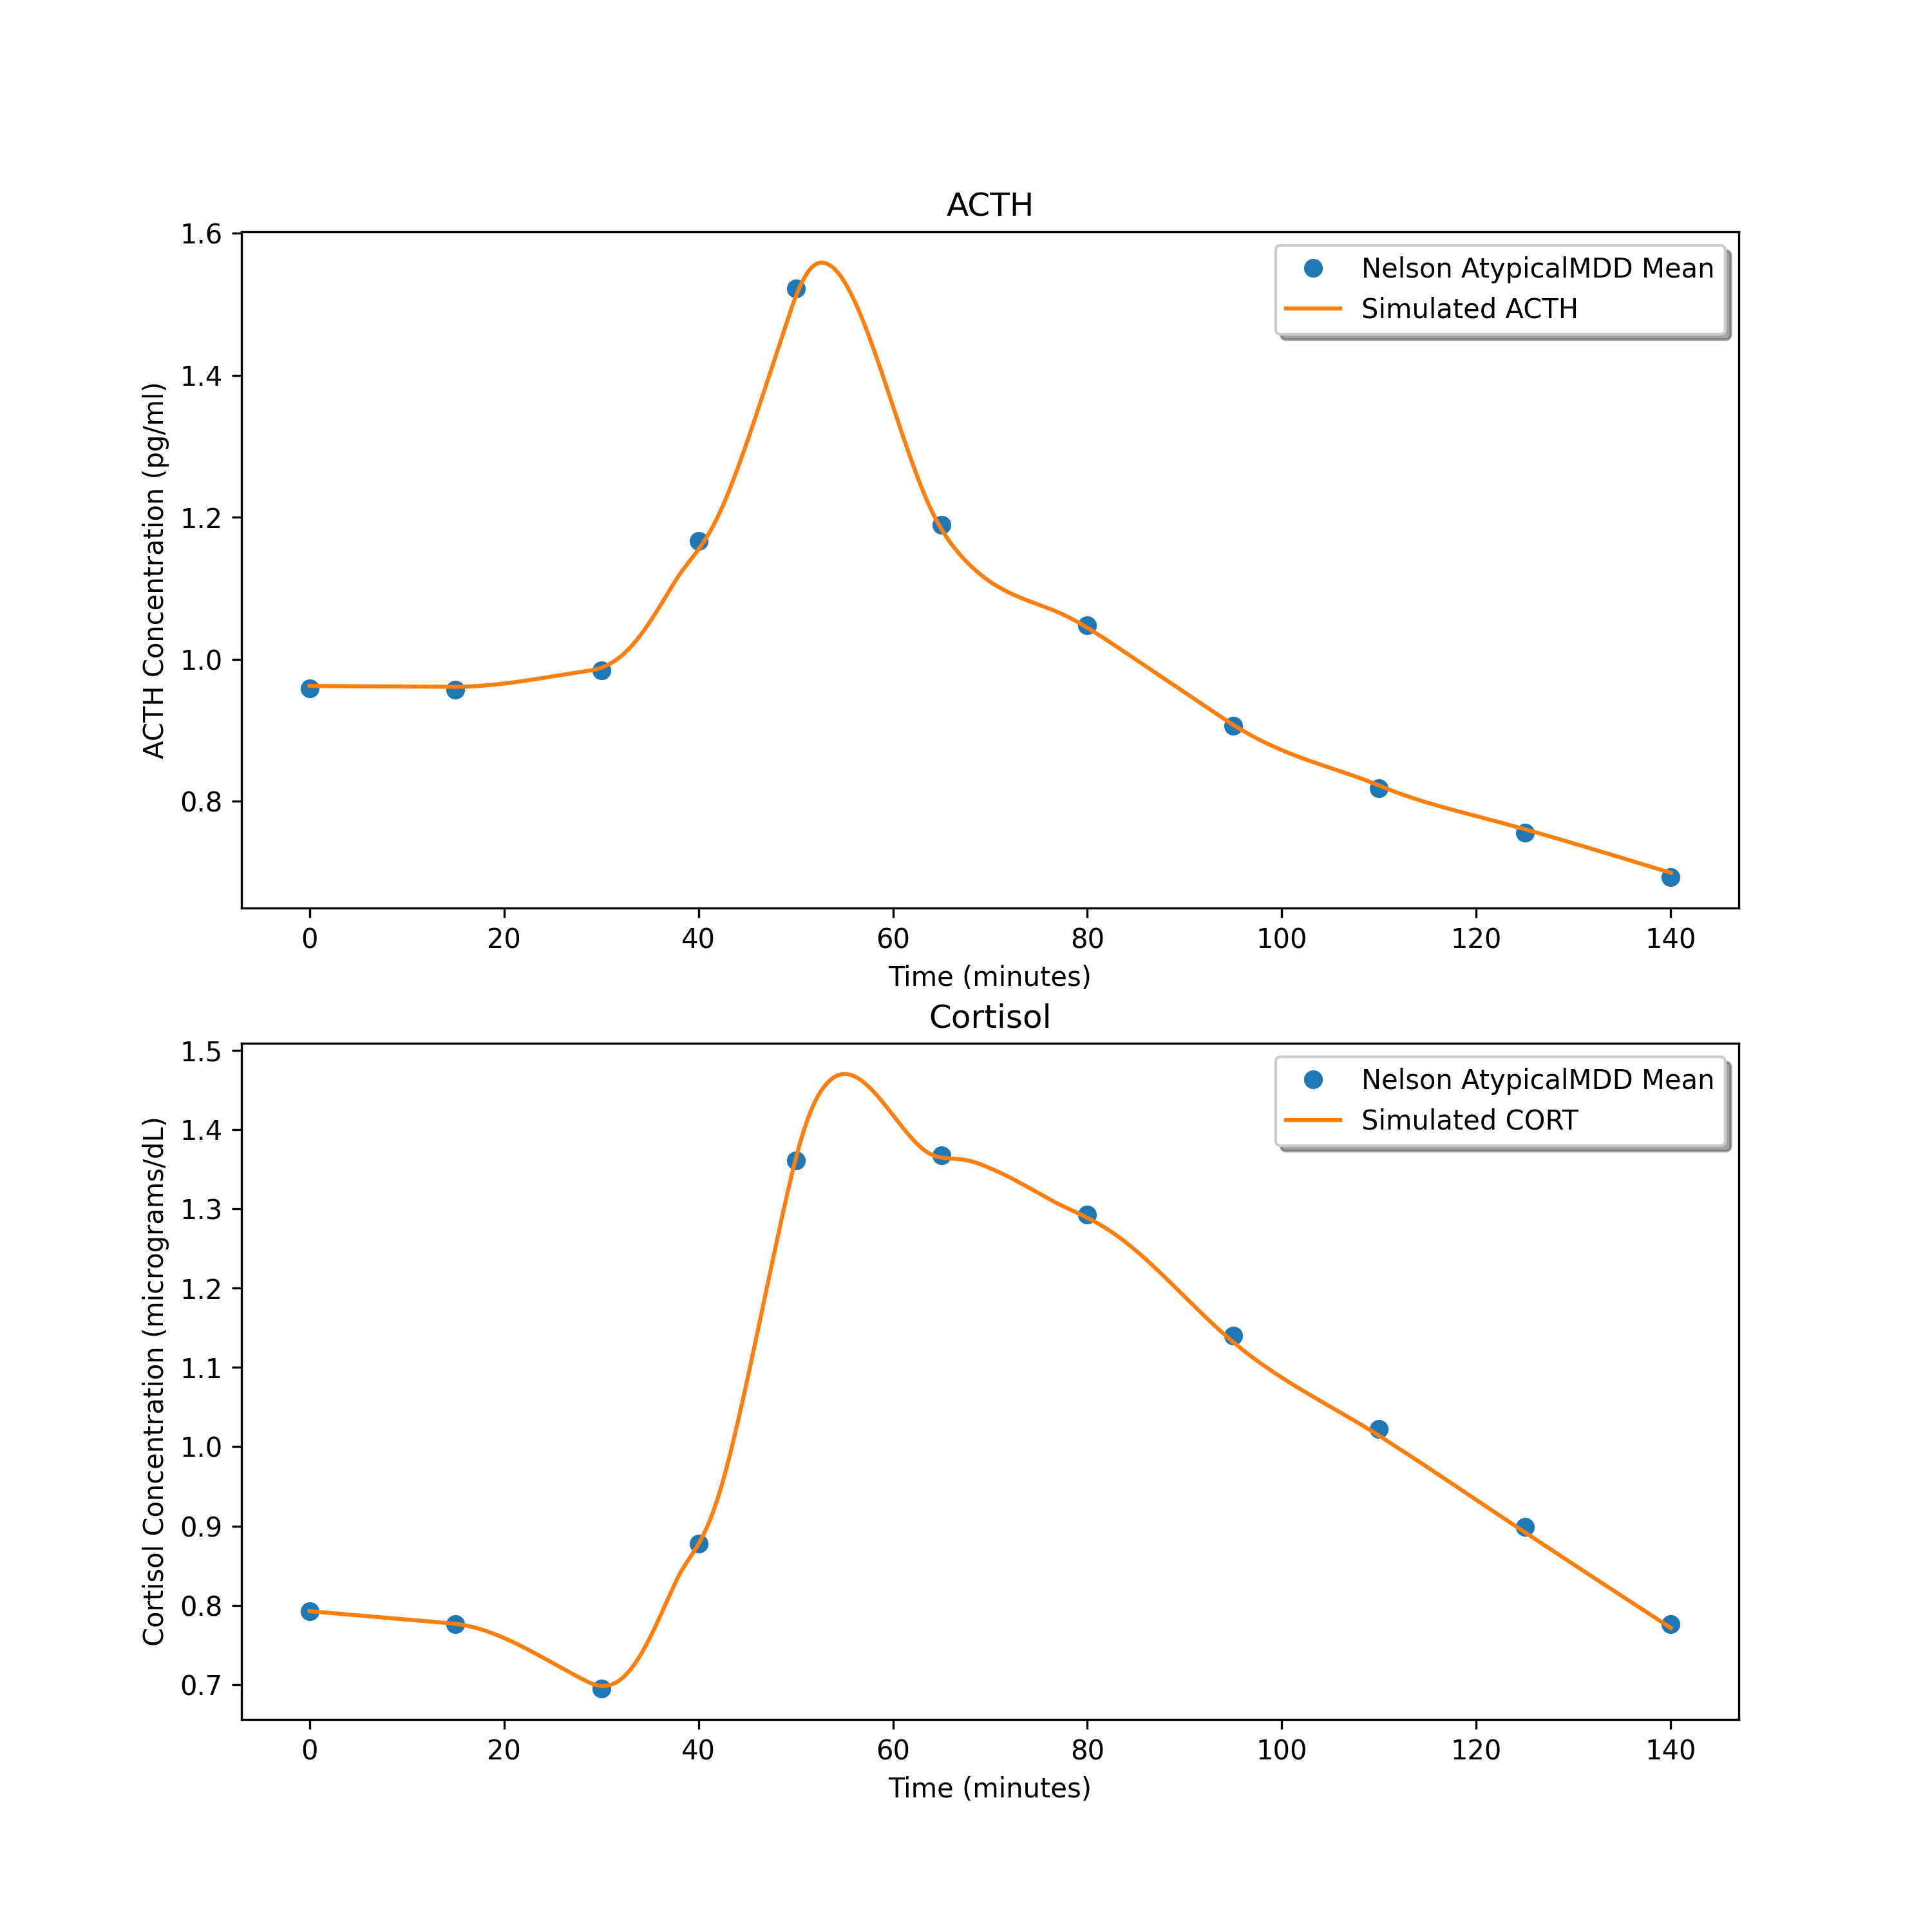 ACTH
1.6
1.4
1.2
1.0
0.8
ACTH Concentration (pg/ml)
Nelson AtypicalMDD Mean
Simulated ACTH
0 20 40 60 80 100 120 140
Time (minutes)
Cortisol
1.5
1.4
1.3
1.2
1.1
1.0
0.9
0.8
0.7
Cortisol Concentration (micrograms/dL)
Nelson AtypicalMDD Mean
Simulated CORT
0 20 40 60 80 100 120 140
Time (minutes)